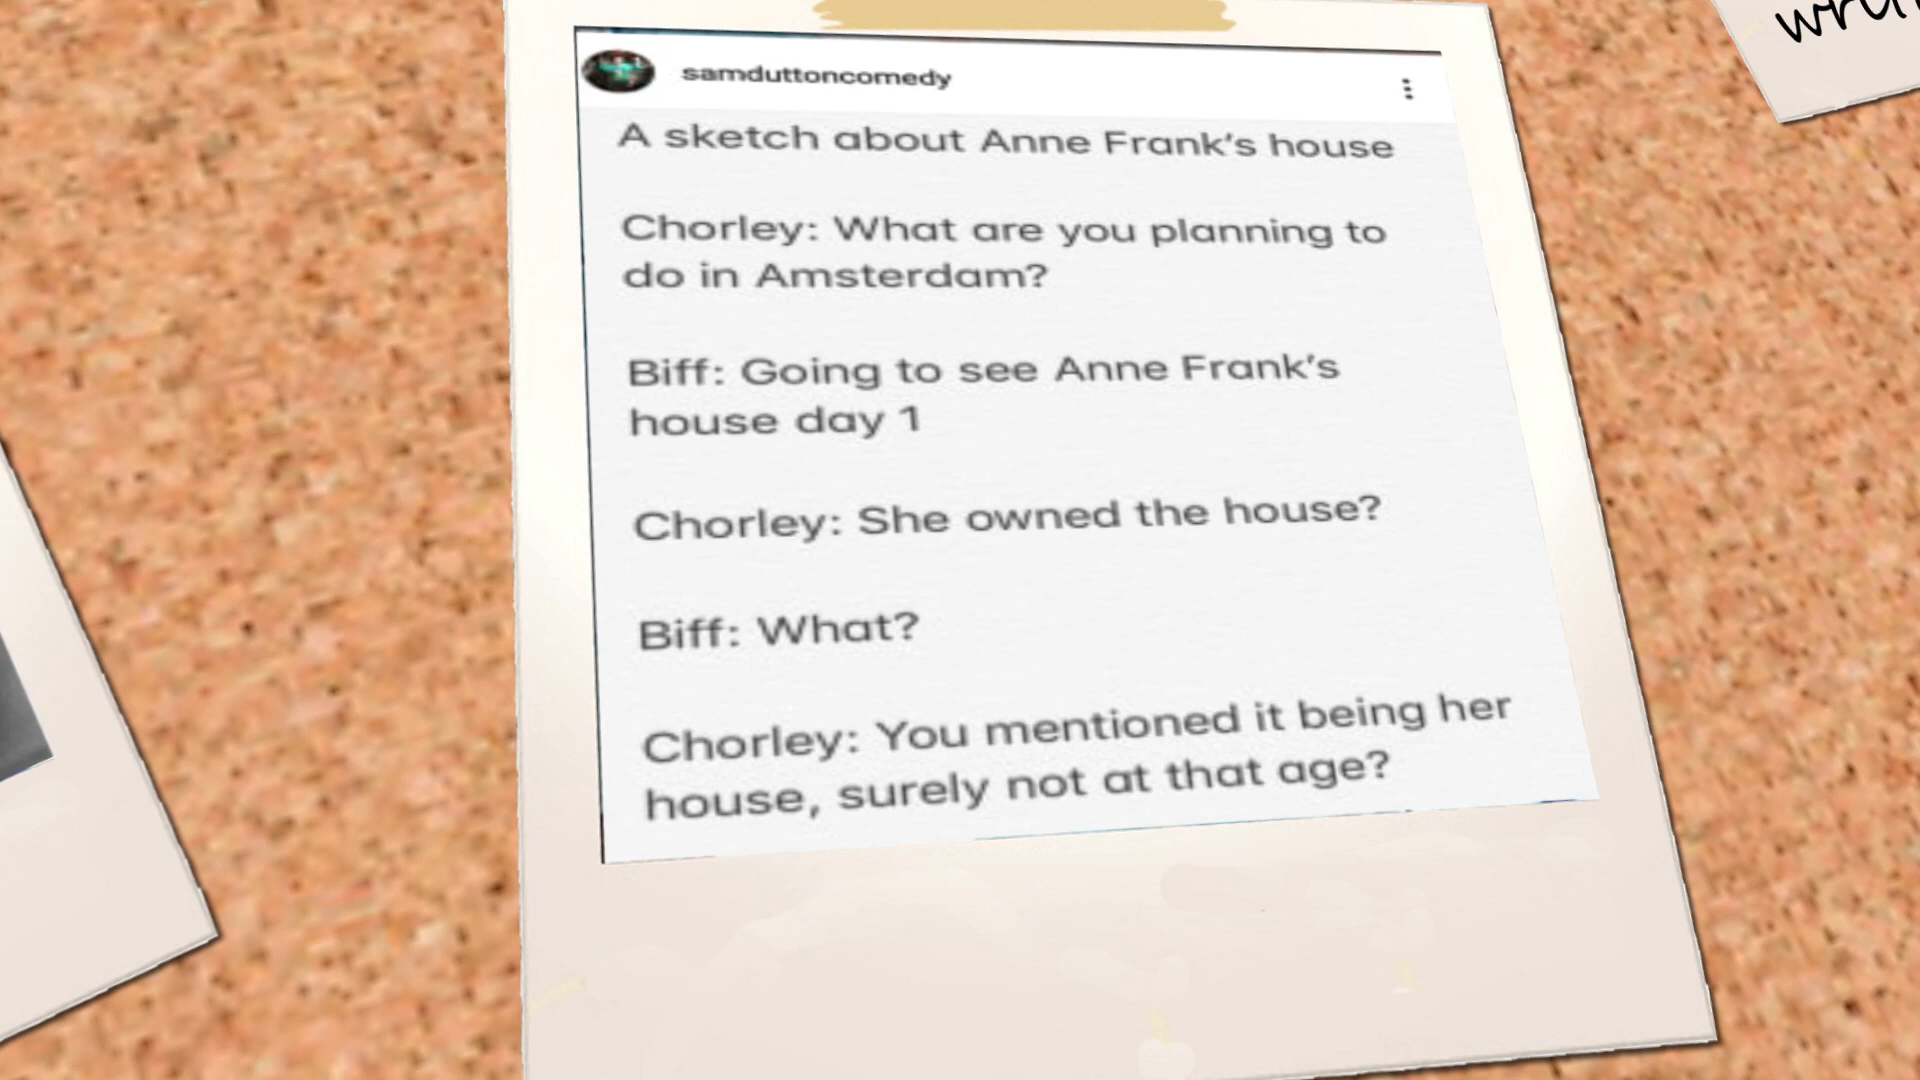 samduttoncomedy
A sketch about Anne Frank's house
Chorley: What are you planning to
do in Amsterdam?
Biff: Going to see Anne Frank's
house day 1
Chorley: She owned the house?
Biff: What?
Chorley: You mentioned it being her
house, surely not at that age?